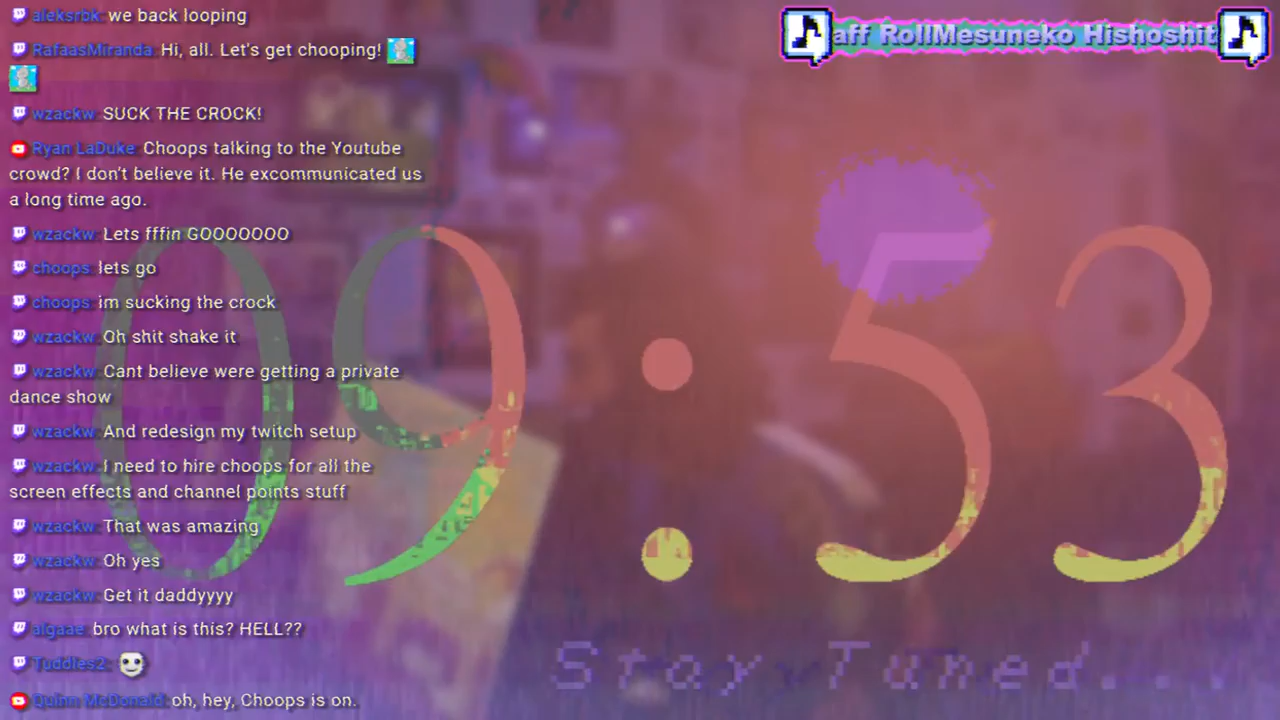 aleksrbk: we back looping
RafaasMiranda: Hi, all. Let's get chooping!
wzackw: SUCK THE CROCK!
Ryan LaDuke: Choops talking to the Youtube
crowd? I don't believe it. He excommunicated us
a long time ago.
wzackw: Lets fffin GOOOOOOO
choops: lets go
choops: im sucking the crock
wzackw: Oh shit shake it
wzackw: Cant believe were getting a private
dance show
wzackw: And redesign my twitch setup
wzackw: I need to hire choops for all the
screen effects and channel points stuff
wzackw: That was amazing
wzackw: Oh yes
wzackw: Get it daddyyyy
algaae: bro what is this? HELL??
Tuddles2:
Quinn McDonald: oh, hey, Choops is on.
aff RollMesuneko Hishoshit
09:53
Stay Tuned...